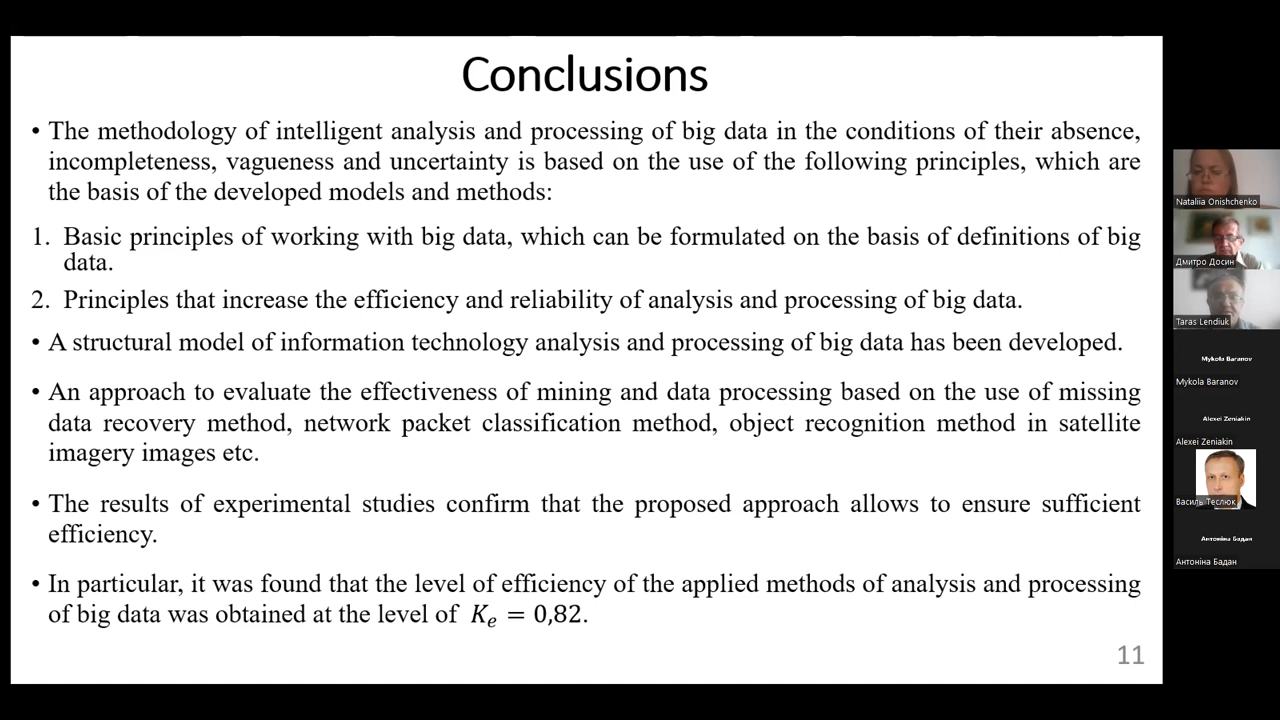 Conclusions
• The methodology of intelligent analysis and processing of big data in the conditions of their absence,
incompleteness, vagueness and uncertainty is based on the use of the following principles, which are
the basis of the developed models and methods:
1. Basic principles of working with big data, which can be formulated on the basis of definitions of big
data.
2. Principles that increase the efficiency and reliability of analysis and processing of big data.
• A structural model of information technology analysis and processing of big data has been developed.
• An approach to evaluate the effectiveness of mining and data processing based on the use of missing
data recovery method, network packet classification method, object recognition method in satellite
imagery images etc.
• The results of experimental studies confirm that the proposed approach allows to ensure sufficient
efficiency.
• In particular, it was found that the level of efficiency of the applied methods of analysis and processing
of big data was obtained at the level of Kₑ = 0,82.
11
Nataliia Onishchenko
Дмитро Досин
Taras Lendiuk
Mykola Baranov
Mykola Baranov
Alexei Zeniakin
Alexei Zeniakin
Василь Теслюк
Антоніна Бадан
Антоніна Бадан